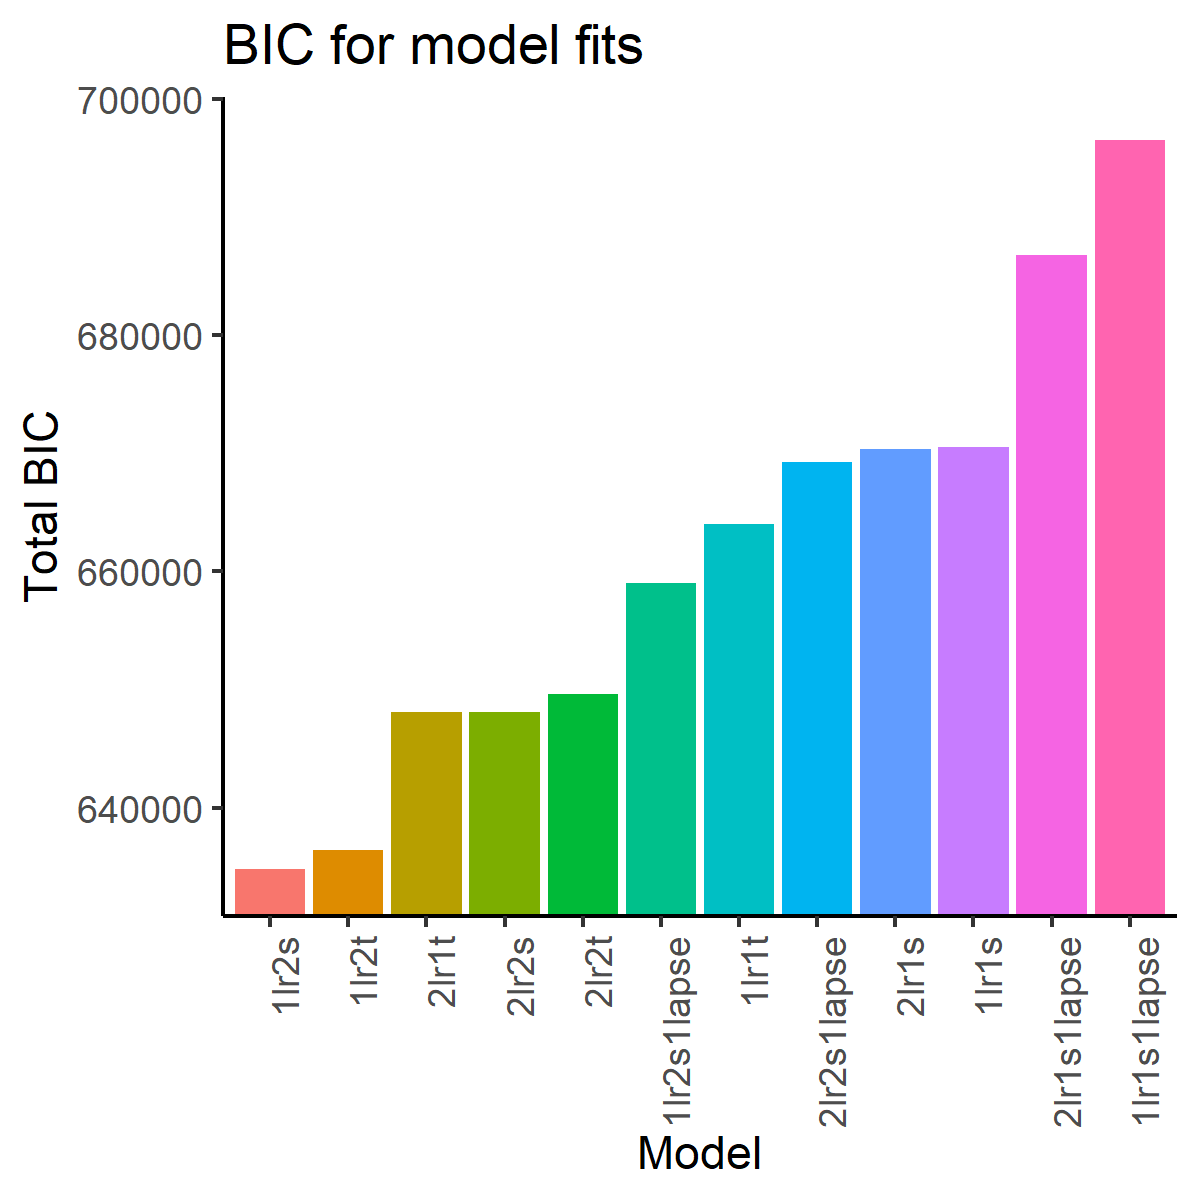 BIC for model fits
700000
680000
660000
640000
Total BIC
1lr2s
1lr2t
2lr1t
2lr2s
2lr2t
1lr2s1lapse
1lr1t
2lr2s1lapse
2lr1s
1lr1s
2lr1s1lapse
1lr1s1lapse
Model